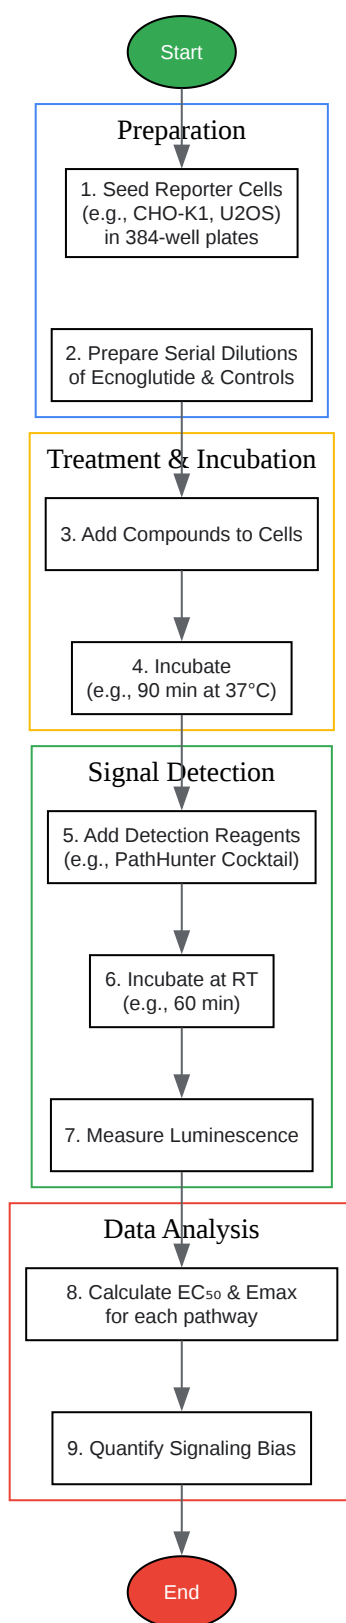 Start
Preparation
1. Seed Reporter Cells
(e.g., CHO-K1, U2OS)
in 384-well plates
2. Prepare Serial Dilutions
of Ecnoglutide & Controls
Treatment & Incubation
3. Add Compounds to Cells
4. Incubate
(e.g., 90 min at 37°C)
Signal Detection
5. Add Detection Reagents
(e.g., PathHunter Cocktail)
6. Incubate at RT
(e.g., 60 min)
7. Measure Luminescence
Data Analysis
8. Calculate EC₅₀ & Emax
for each pathway
9. Quantify Signaling Bias
End